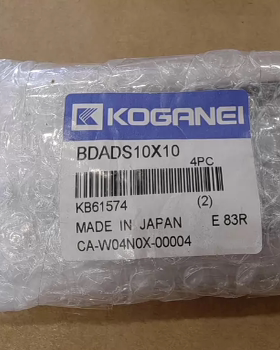 KOGANEI
BDADS10X10
4PC
KB61574 (2)
MADE IN JAPAN E 83R
CA-W04N0X-00004